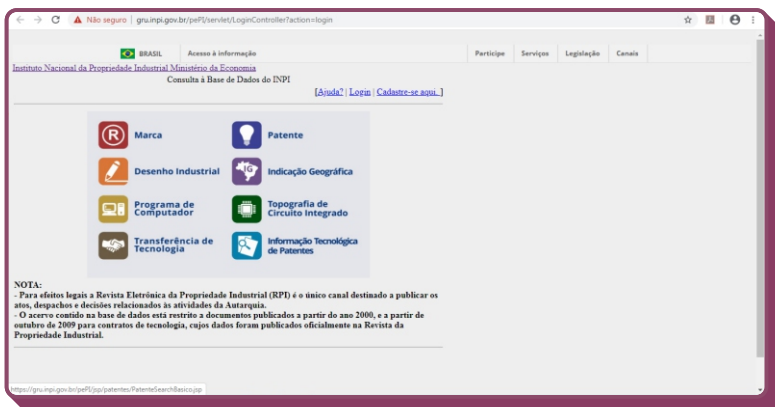 Não seguro | gru.inpi.gov.br/pePI/servlet/LoginController?action=login
BRASIL Acesso à informação Participe Serviços Legislação Canais
Instituto Nacional da Propriedade Industrial Ministério da Economia
Consulta à Base de Dados do INPI
[Ajuda? | Login | Cadastre-se aqui. ]
R Marca Patente
Desenho Industrial IG Indicação Geográfica
Programa de Computador
Topografia de Circuito Integrado
Transferência de Tecnologia
Informação Tecnológica de Patentes
NOTA:
- Para efeitos legais a Revista Eletrônica da Propriedade Industrial (RPI) é o único canal destinado a publicar os
atos, despachos e decisões relacionados às atividades da Autarquia.
- O acervo contido na base de dados está restrito a documentos publicados a partir do ano 2000, e a partir de
outubro de 2009 para contratos de tecnologia, cujos dados foram publicados oficialmente na Revista da
Propriedade Industrial.
https://gru.inpi.gov.br/pePI/jsp/patentes/PatenteSearchBasico.jsp